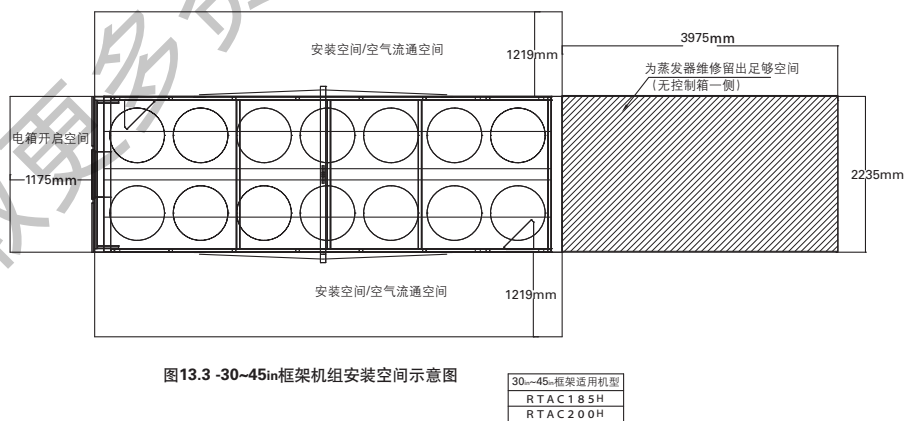 安装空间/空气流通空间
1219mm
3975mm
为蒸发器维修留出足够空间
（无控制箱一侧）
电箱开启空间
1175mm
2235mm
安装空间/空气流通空间
1219mm
图13.3 -30~45in框架机组安装空间示意图
30in~45in框架适用机型
RTAC185H
RTAC200H
更多